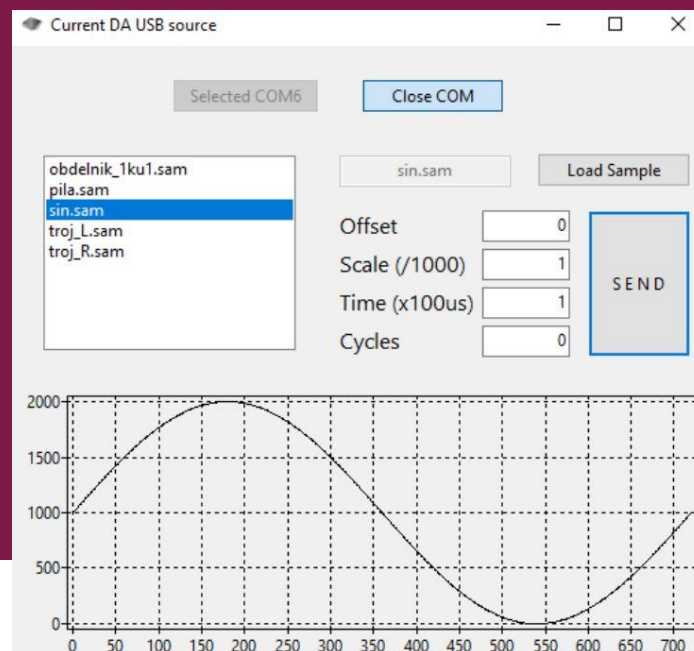 Current DA USB source
Selected COM6
Close COM
obdelnik_1ku1.sam
pila.sam
sin.sam
troj_L.sam
troj_R.sam
sin.sam
Load Sample
Offset
0
Scale (/1000)
1
Time (x100us)
1
Cycles
0
SEND
2000
1500
1000
500
0
0 50 100 150 200 250 300 350 400 450 500 550 600 650 700